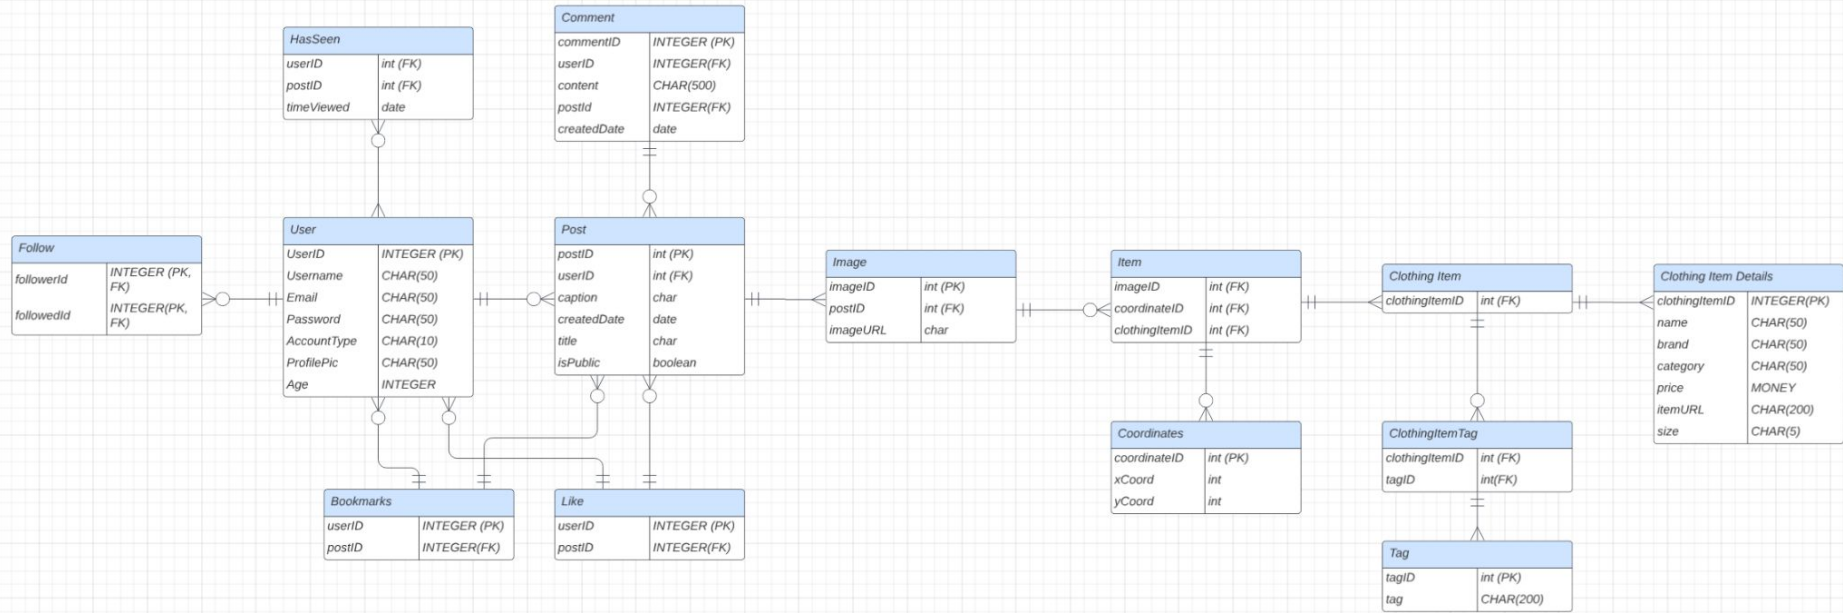 HasSeen
userID int (FK)
postID int (FK)
timeViewed date
Comment
commentID INTEGER (PK)
userID INTEGER(FK)
content CHAR(500)
postId INTEGER(FK)
createdDate date
Follow
followerId INTEGER (PK,
FK)
followedId INTEGER(PK,
FK)
User
UserID INTEGER (PK)
Username CHAR(50)
Email CHAR(50)
Password CHAR(50)
AccountType CHAR(10)
ProfilePic CHAR(50)
Age INTEGER
Post
postID int (PK)
userID int (FK)
caption char
createdDate date
title char
isPublic boolean
Image
imageID int (PK)
postID int (FK)
imageURL char
Item
imageID int (FK)
coordinateID int (FK)
clothingItemID int (FK)
Clothing Item
clothingItemID int (FK)
Clothing Item Details
clothingItemID INTEGER(PK)
name CHAR(50)
brand CHAR(50)
category CHAR(50)
price MONEY
itemURL CHAR(200)
size CHAR(5)
Bookmarks
userID INTEGER (PK)
postID INTEGER(FK)
Like
userID INTEGER (PK)
postID INTEGER(FK)
Coordinates
coordinateID int (PK)
xCoord int
yCoord int
ClothingItemTag
clothingItemID int (FK)
tagID int(FK)
Tag
tagID int (PK)
tag CHAR(200)